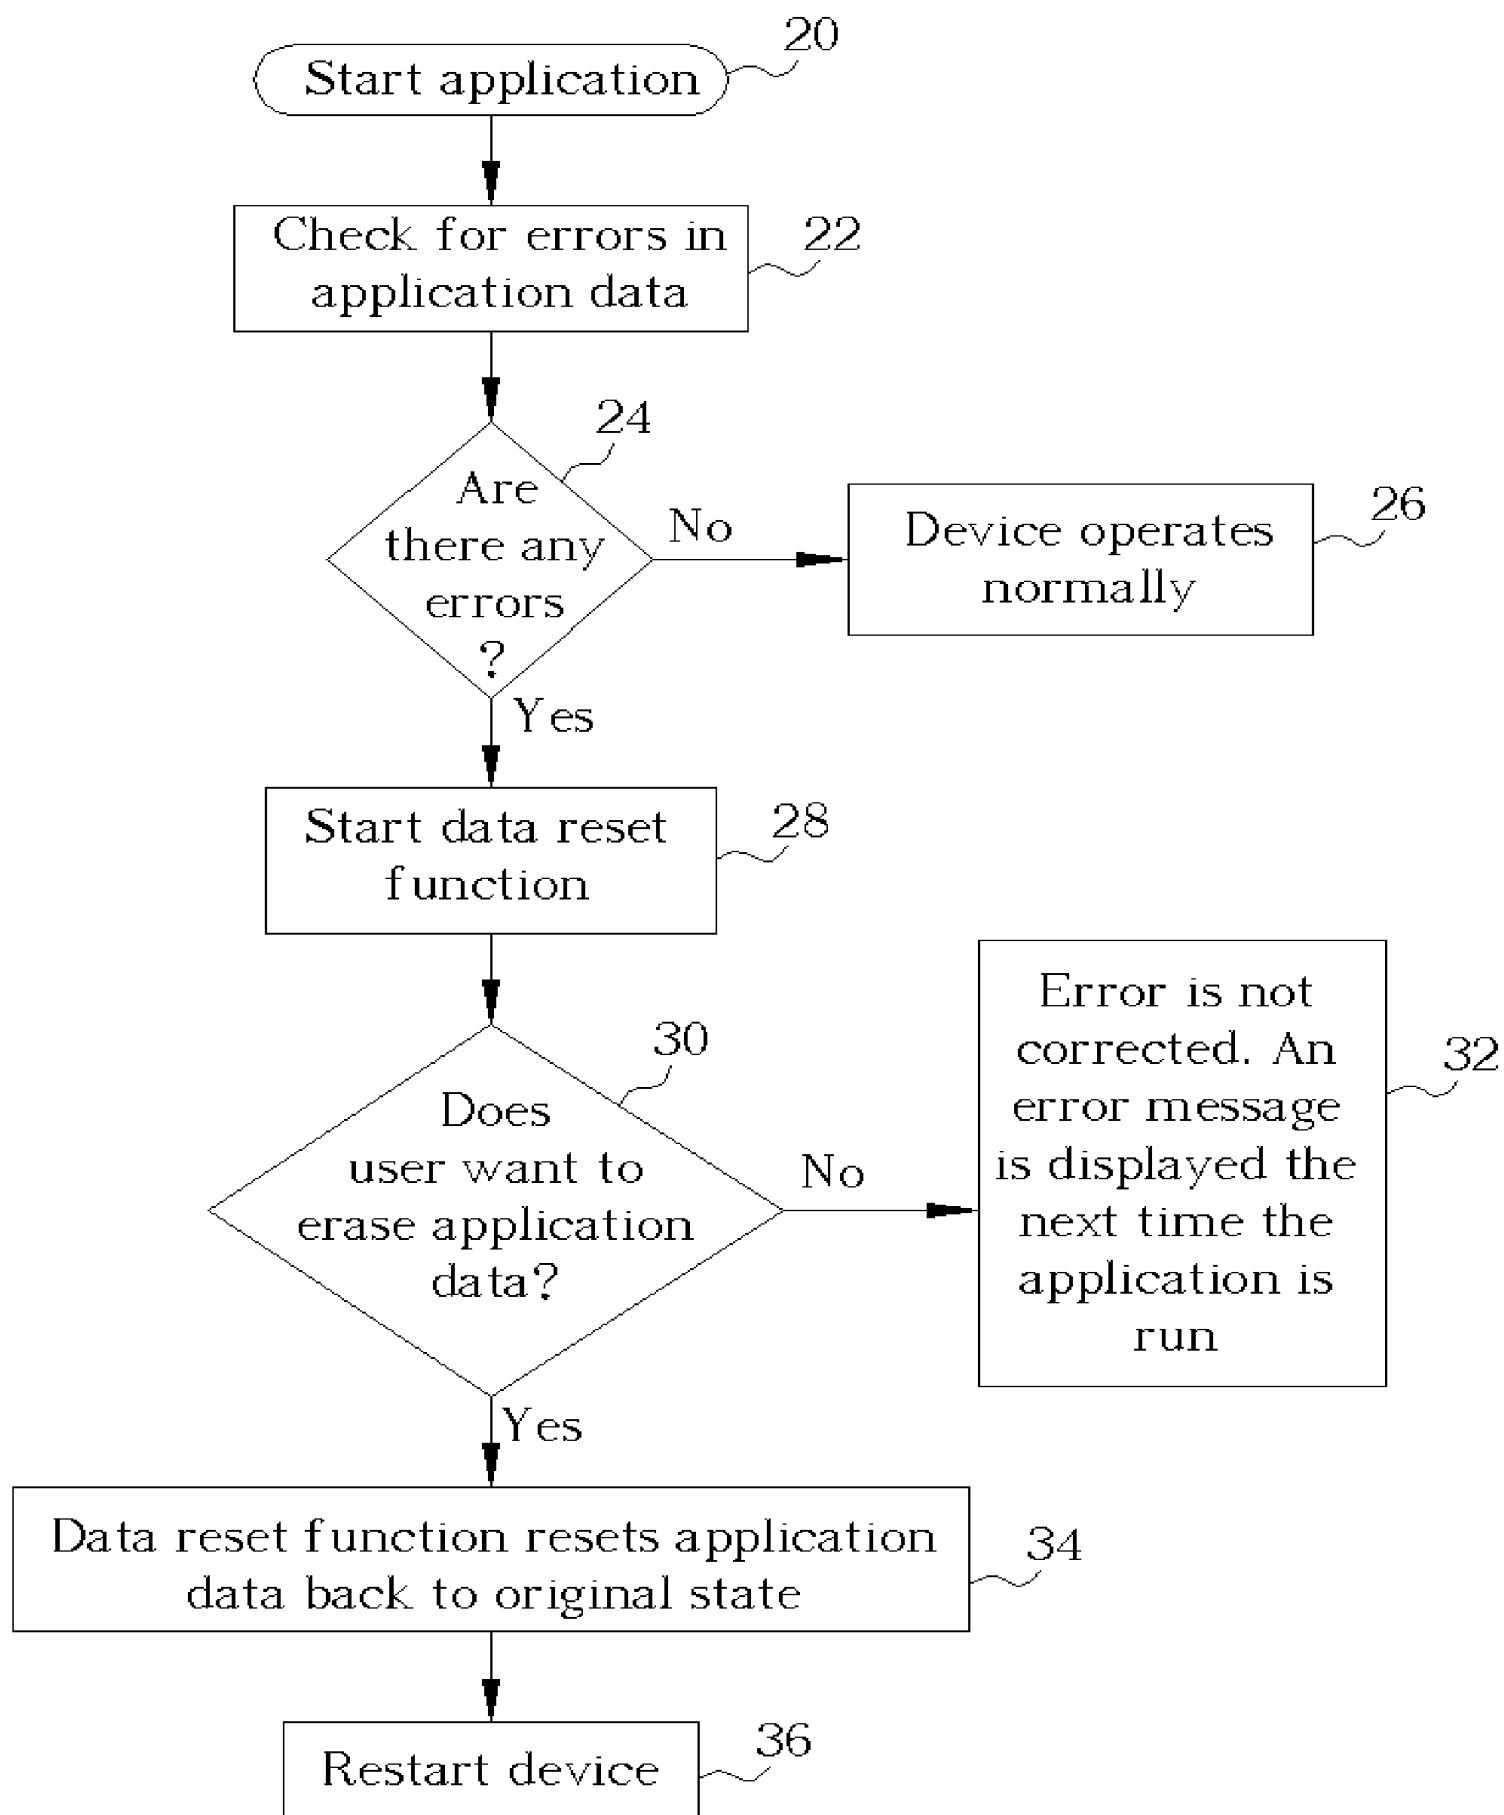 Start application
20
Check for errors in
application data
22
24
Are
there any
errors
?
No
Device operates
normally
26
Yes
Start data reset
function
28
30
Does
user want to
erase application
data?
No
Error is not
corrected. An
error message
is displayed the
next time the
application is
run
32
Yes
Data reset function resets application
data back to original state
34
Restart device
36